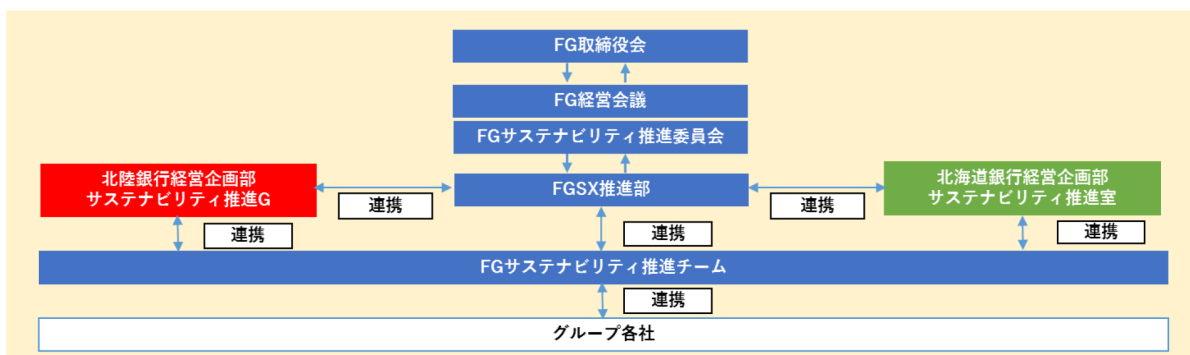 FG取締役会
FG経営会議
FGサステナビリティ推進委員会
北陸銀行経営企画部
サステナビリティ推進G
連携
FGSX推進部
連携
北海道銀行経営企画部
サステナビリティ推進室
連携
連携
連携
FGサステナビリティ推進チーム
連携
グループ各社